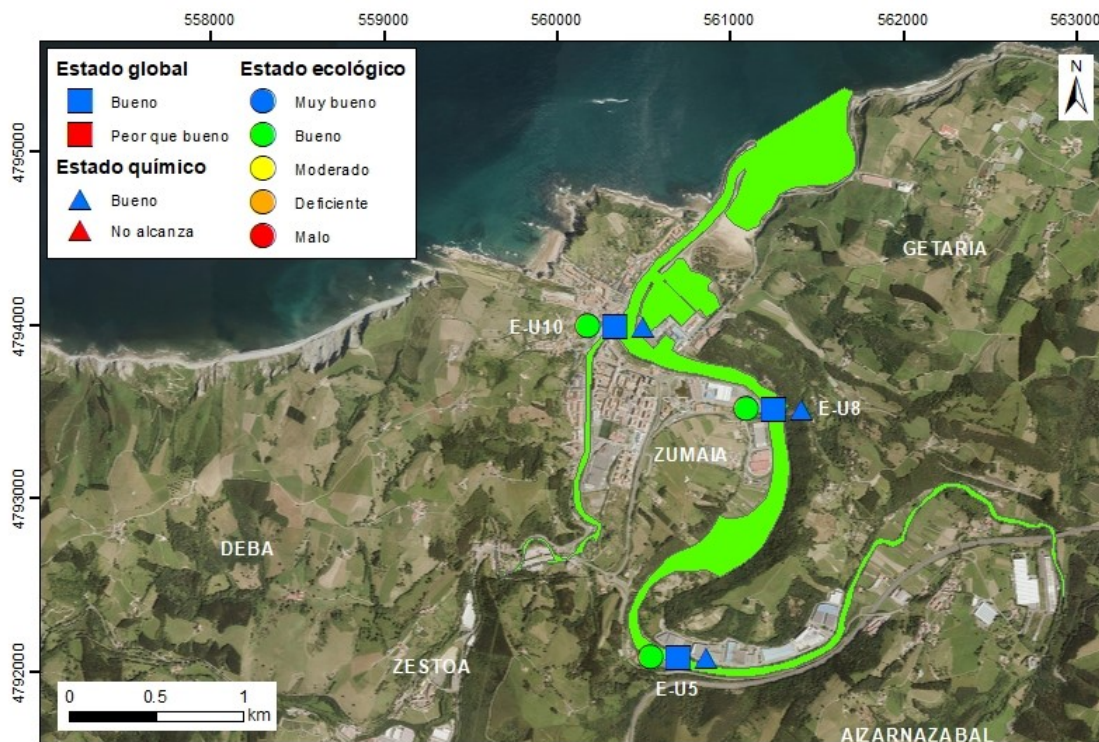 558000 559000 560000 561000 562000 563000
Estado global
Bueno
Peor que bueno
Estado químico
Bueno
No alcanza
Estado ecológico
Muy bueno
Bueno
Moderado
Deficiente
Malo
N
4795000
GETARIA
4794000
E-U10
E-U8
ZUMAIA
4793000
DEBA
ZESTOA
4792000
E-U5
0 0.5 1
km
AIZARNAZABAL